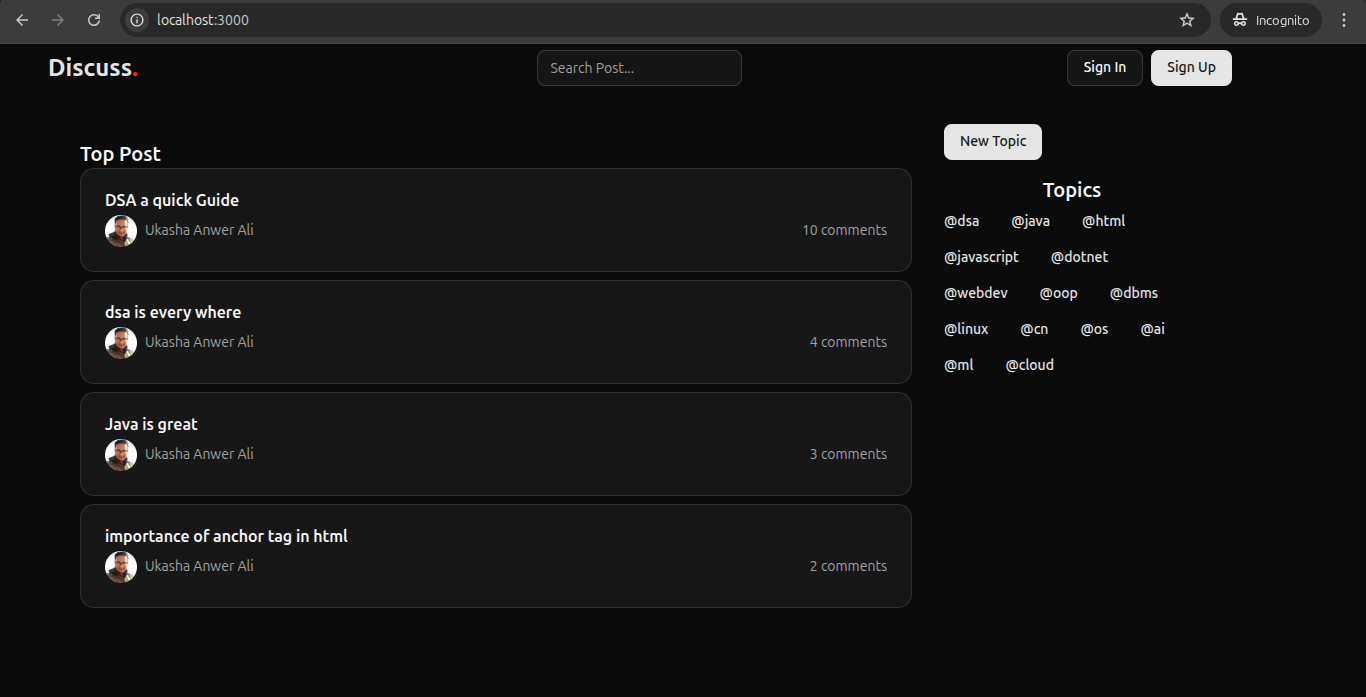 localhost:3000
Incognito
Discuss.
Search Post...
Sign In
Sign Up
Top Post
DSA a quick Guide
Ukasha Anwer Ali
10 comments
dsa is every where
Ukasha Anwer Ali
4 comments
Java is great
Ukasha Anwer Ali
3 comments
importance of anchor tag in html
Ukasha Anwer Ali
2 comments
New Topic
Topics
@dsa @java @html
@javascript @dotnet
@webdev @oop @dbms
@linux @cn @os @ai
@ml @cloud